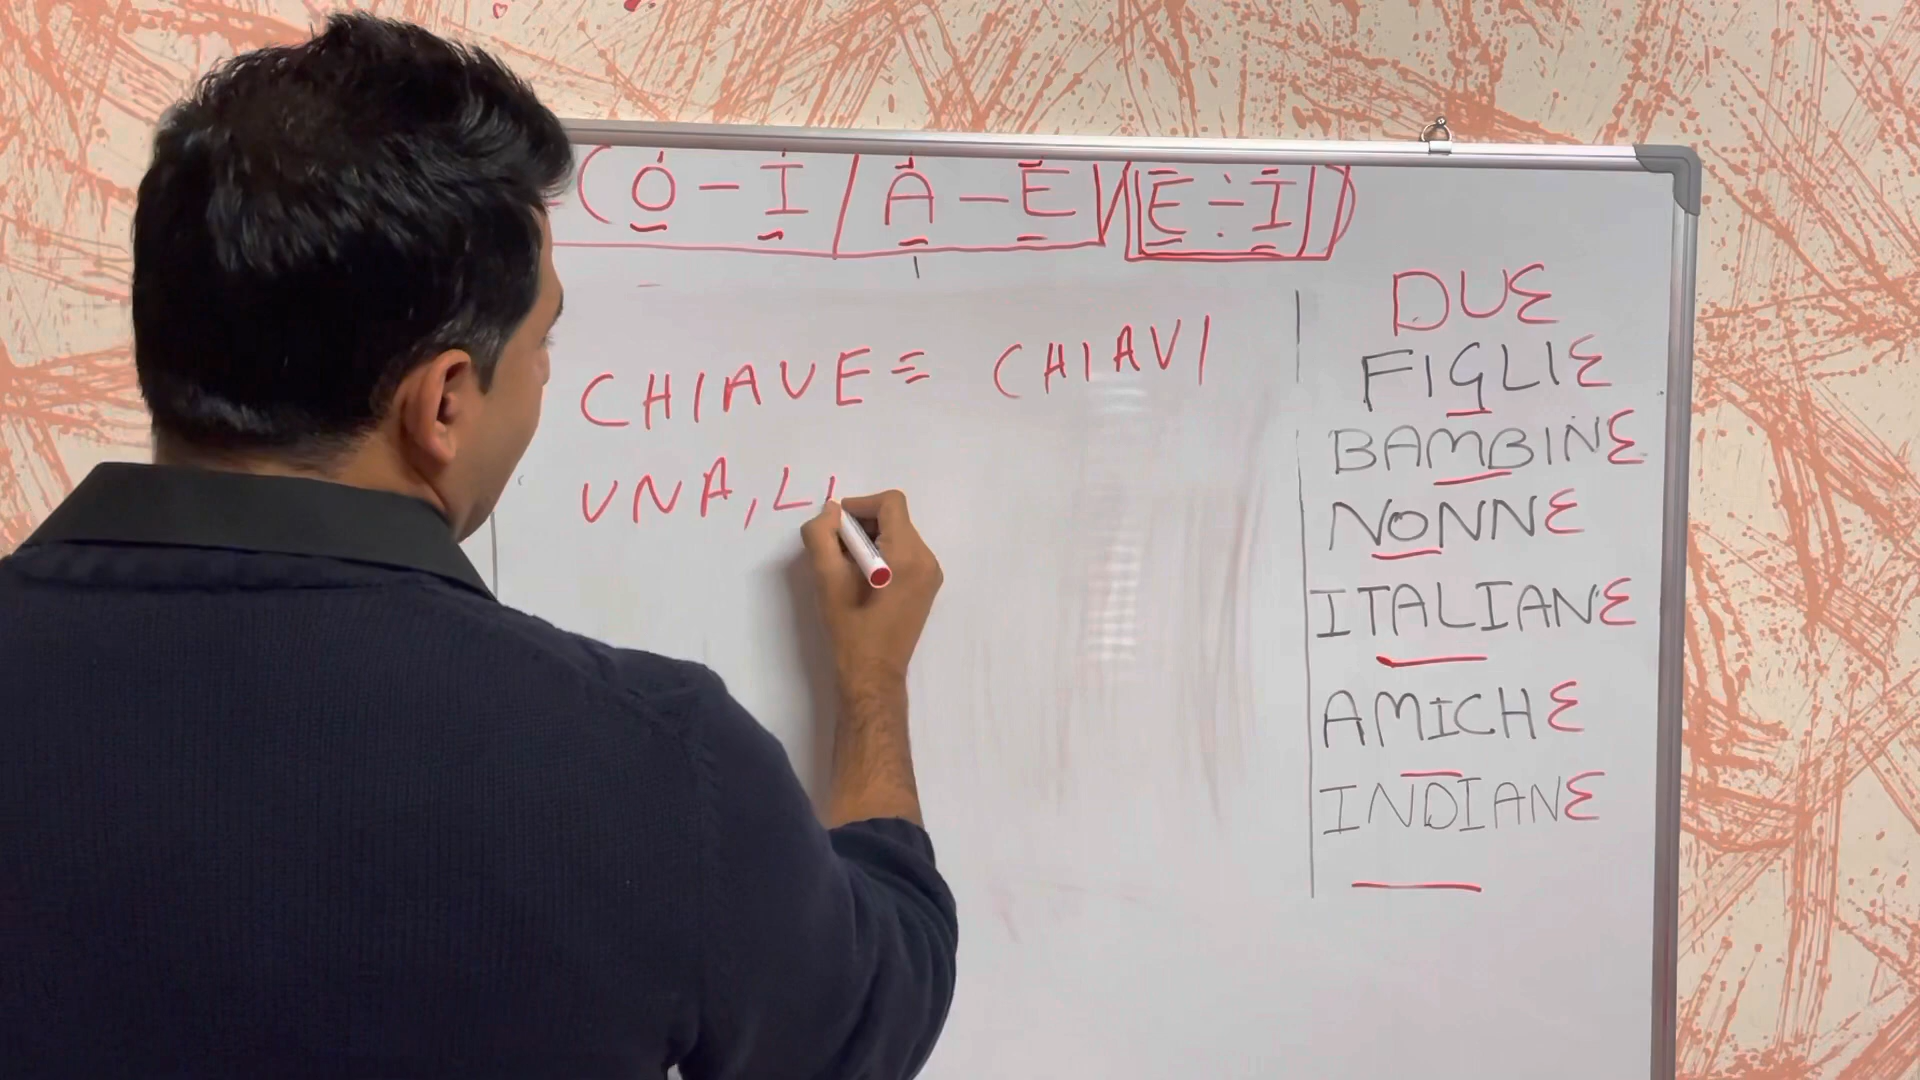 (O – I / A – E / (E ÷ I))
CHIAVE = CHIAVI
UNA, L
DUE
FIGLIE
BAMBINE
NONNE
ITALIANE
AMICHE
INDIANE